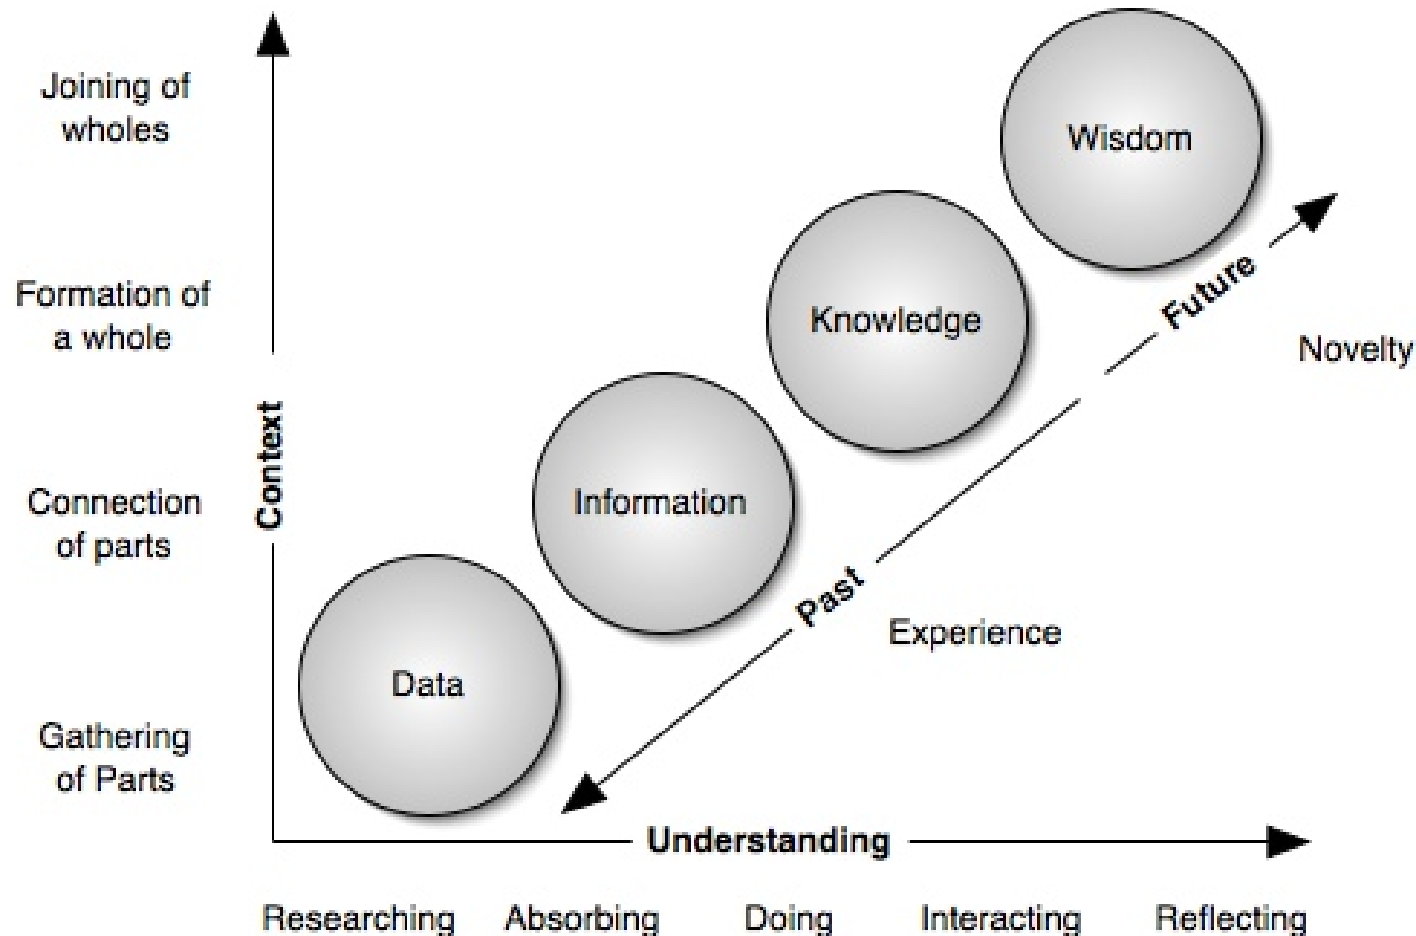 Joining of
wholes
Wisdom
Formation of
a whole
Knowledge
Future
Novelty
Context
Connection
of parts
Information
Past
Experience
Data
Gathering
of Parts
Understanding
Researching Absorbing Doing Interacting Reflecting